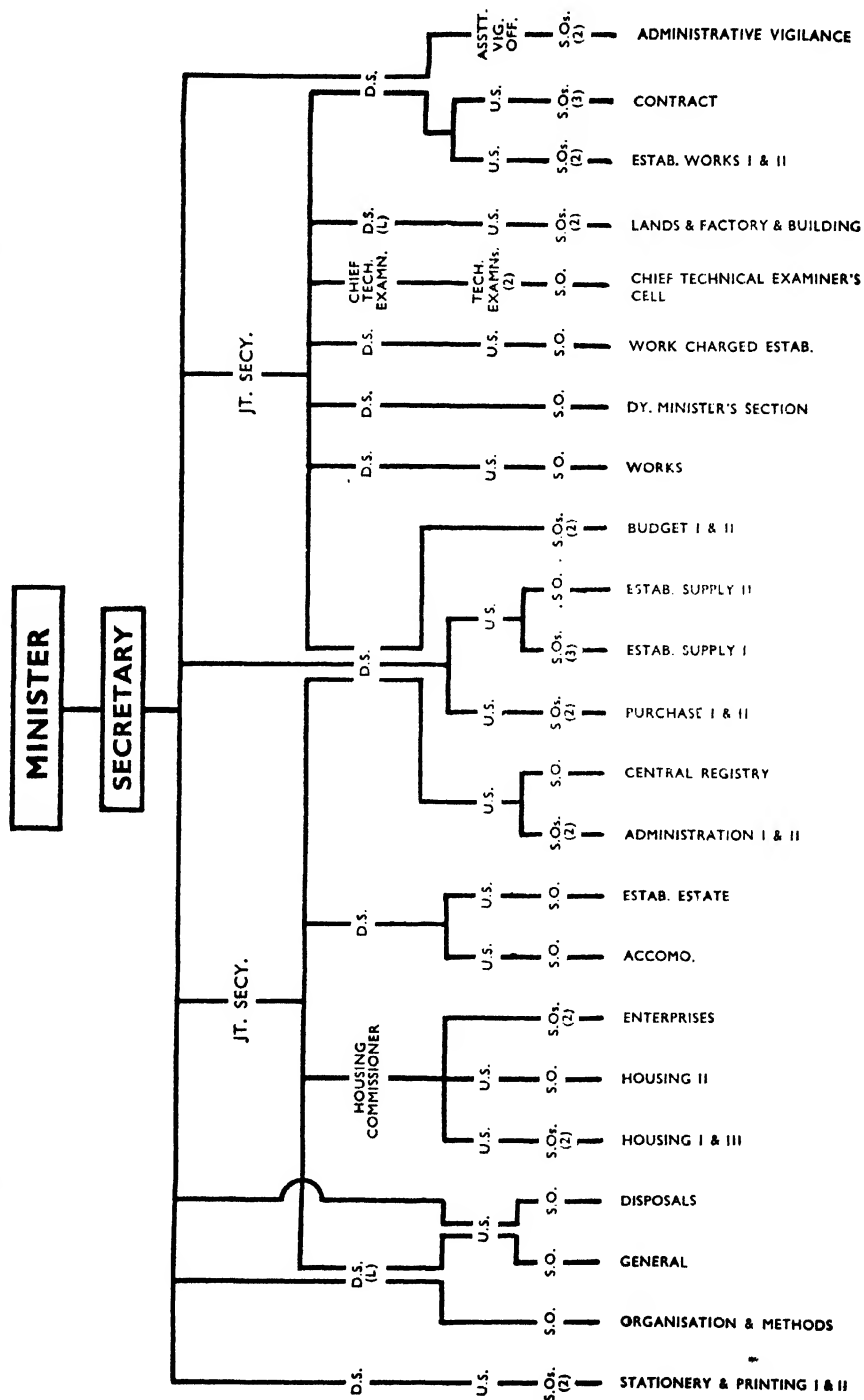 MINISTER
SECRETARY
JT. SECY.
JT. SECY.
D.S.
ASSTT.
VIG.
OFF.
S.Os.
(2)
ADMINISTRATIVE VIGILANCE
U.S.
S.Os.
(3)
CONTRACT
U.S.
S.Os.
(2)
ESTAB. WORKS I & II
D.S.
(L)
U.S.
S.Os.
(2)
LANDS & FACTORY & BUILDING
CHIEF
TECH.
EXAMN.
TECH.
EXAMNs.
(2)
S.O.
CHIEF TECHNICAL EXAMINER'S
CELL
D.S.
U.S.
S.O.
WORK CHARGED ESTAB.
D.S.
S.O.
DY. MINISTER'S SECTION
D.S.
U.S.
S.O.
WORKS
D.S.
S.Os.
(2)
BUDGET I & II
U.S.
S.O.
ESTAB. SUPPLY II
S.Os.
(3)
ESTAB. SUPPLY I
U.S.
S.Os.
(2)
PURCHASE I & II
U.S.
S.O.
CENTRAL REGISTRY
S.Os.
(2)
ADMINISTRATION I & II
D.S.
U.S.
S.O.
ESTAB. ESTATE
U.S.
S.O.
ACCOMO.
HOUSING
COMMISSIONER
S.Os.
(2)
ENTERPRISES
U.S.
S.O.
HOUSING II
U.S.
S.Os.
(2)
HOUSING I & III
D.S.
(L)
U.S.
S.O.
DISPOSALS
S.O.
GENERAL
S.O.
ORGANISATION & METHODS
D.S.
U.S.
S.Os.
(2)
STATIONERY & PRINTING I & II